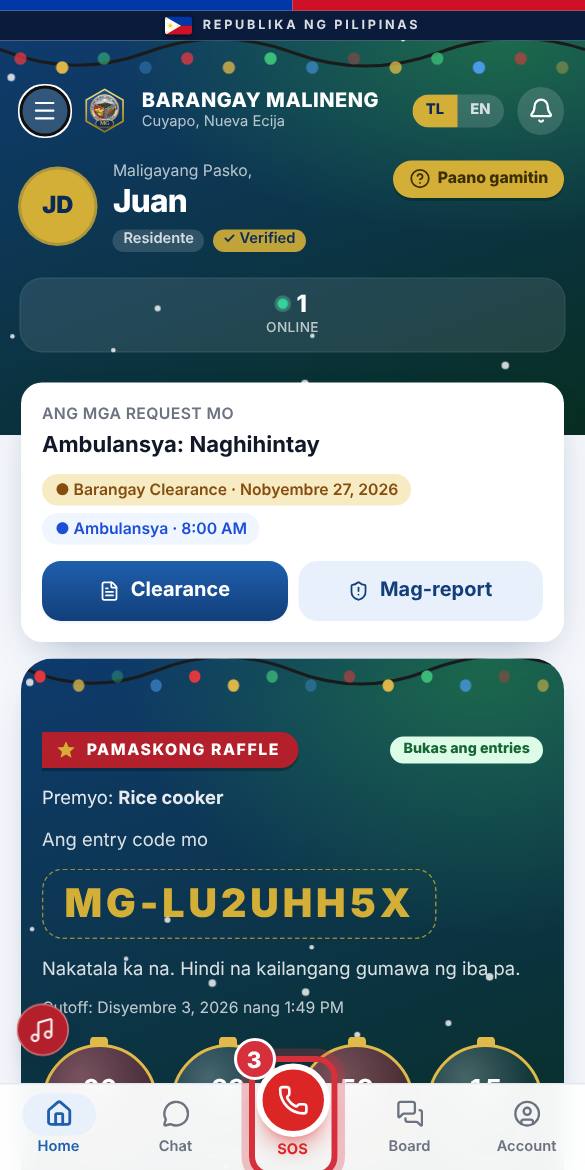 REPUBLIKA NG PILIPINAS
BARANGAY MALINENG
Cuyapo, Nueva Ecija
TL EN
Maligayang Pasko,
JD
Juan
Paano gamitin
Residente
Verified
1
ONLINE
ANG MGA REQUEST MO
Ambulansya: Naghihintay
Barangay Clearance · Nobyembre 27, 2026
Ambulansya · 8:00 AM
Clearance
Mag-report
PAMASKONG RAFFLE
Bukas ang entries
Premyo: Rice cooker
Ang entry code mo
MG-LU2UHH5X
Nakatala ka na. Hindi na kailangang gumawa ng iba pa.
Cutoff: Disyembre 3, 2026 nang 1:49 PM
3
Home
Chat
SOS
Board
Account